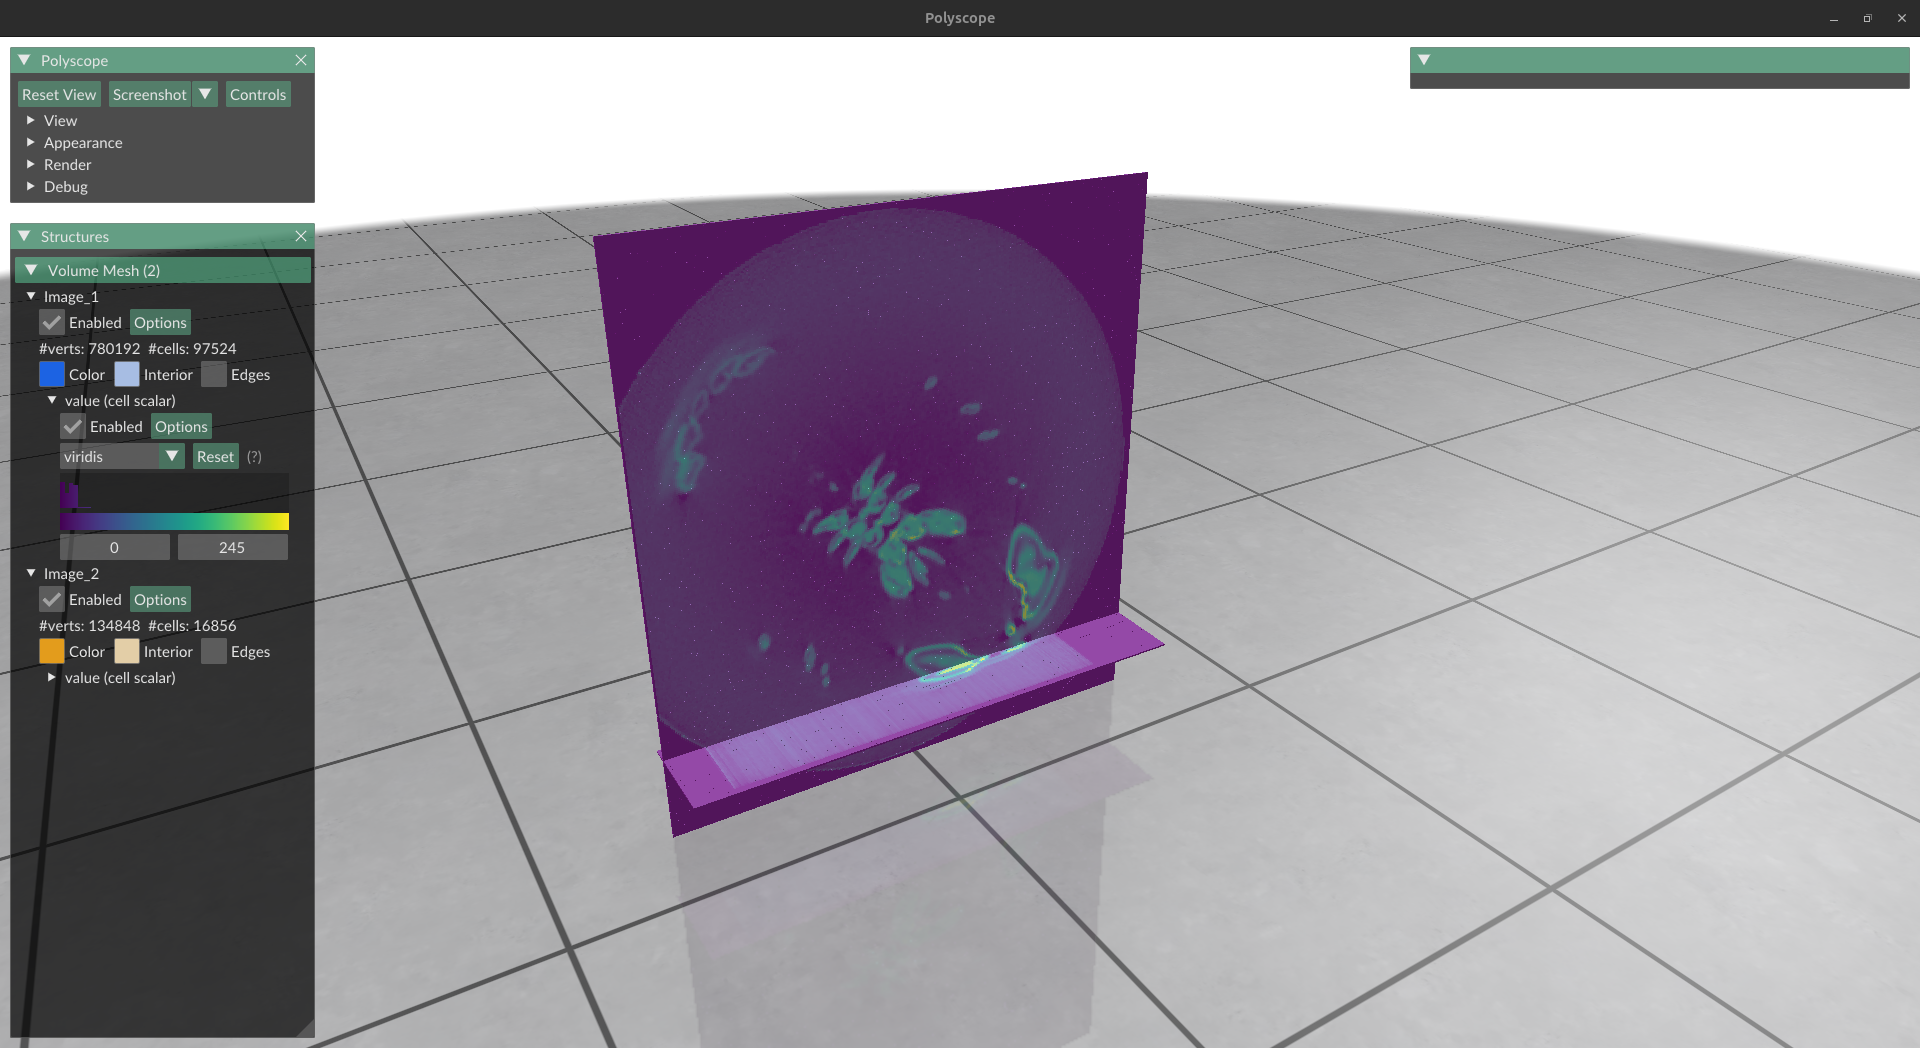 Polyscope
Polyscope
Reset View Screenshot Controls
View
Appearance
Render
Debug
Structures
Volume Mesh (2)
Image_1
Enabled Options
#verts: 780192 #cells: 97524
Color Interior Edges
value (cell scalar)
Enabled Options
viridis Reset (?)
0 245
Image_2
Enabled Options
#verts: 134848 #cells: 16856
Color Interior Edges
value (cell scalar)